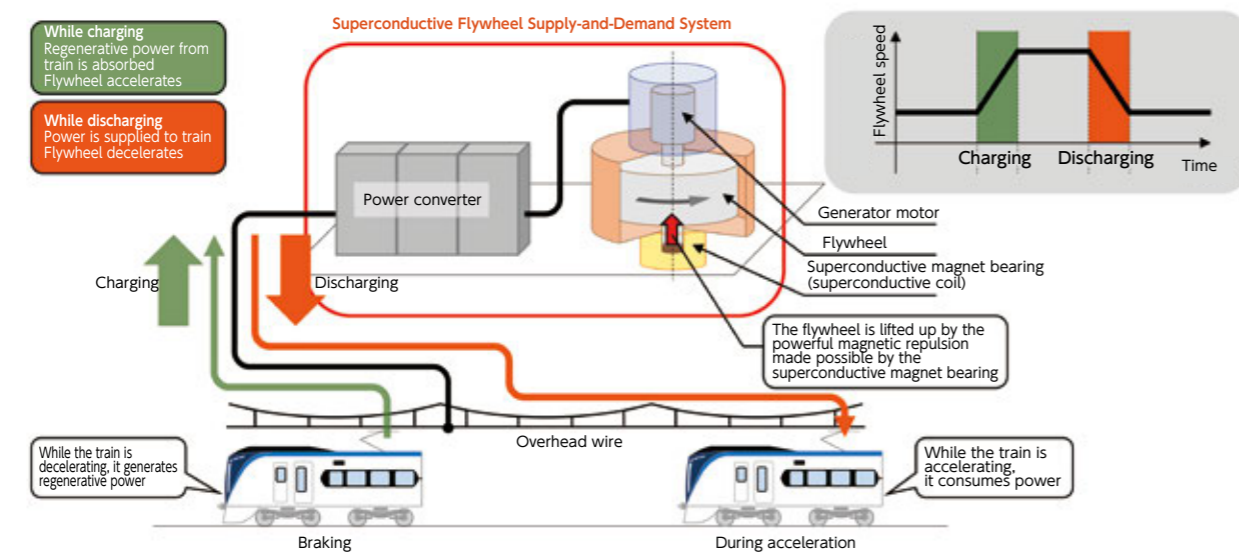 Superconductive Flywheel Supply-and-Demand System
While charging
Regenerative power from
train is absorbed
Flywheel accelerates
While discharging
Power is supplied to train
Flywheel decelerates
Flywheel speed
Charging
Discharging
Time
Power converter
Generator motor
Flywheel
Superconductive magnet bearing
(superconductive coil)
Charging
Discharging
The flywheel is lifted up by the
powerful magnetic repulsion
made possible by the
superconductive magnet bearing
Overhead wire
While the train is
decelerating, it generates
regenerative power
While the train is
accelerating,
it consumes power
Braking
During acceleration